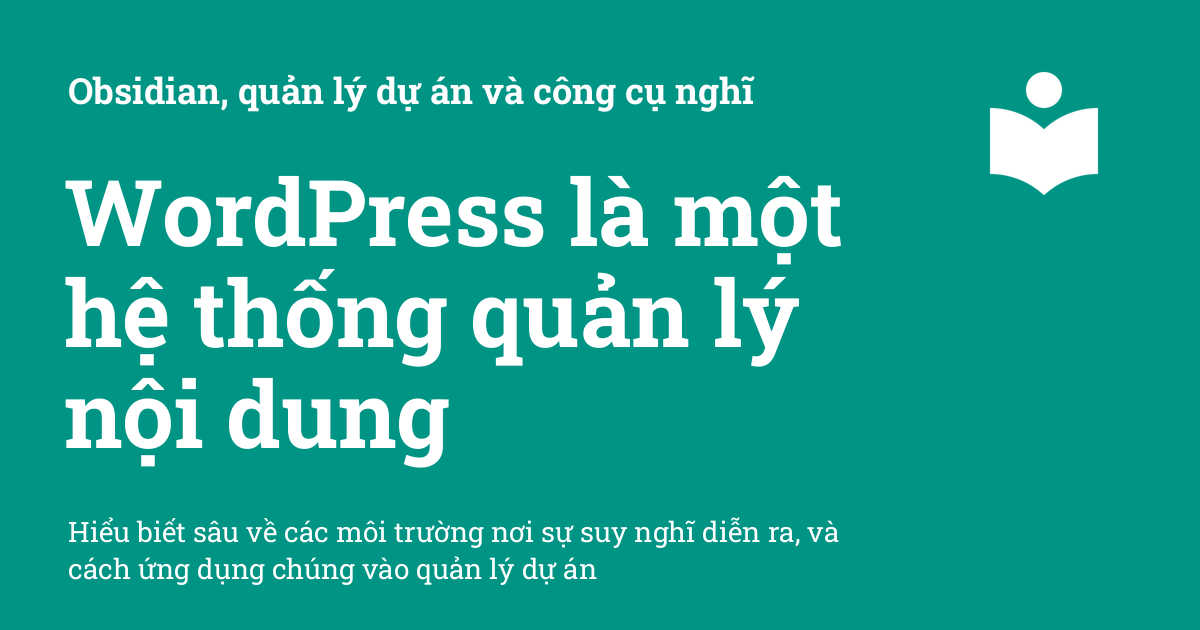 Obsidian, quản lý dự án và công cụ nghĩ
WordPress là một
hệ thống quản lý
nội dung
Hiểu biết sâu về các môi trường nơi sự suy nghĩ diễn ra, và
cách ứng dụng chúng vào quản lý dự án